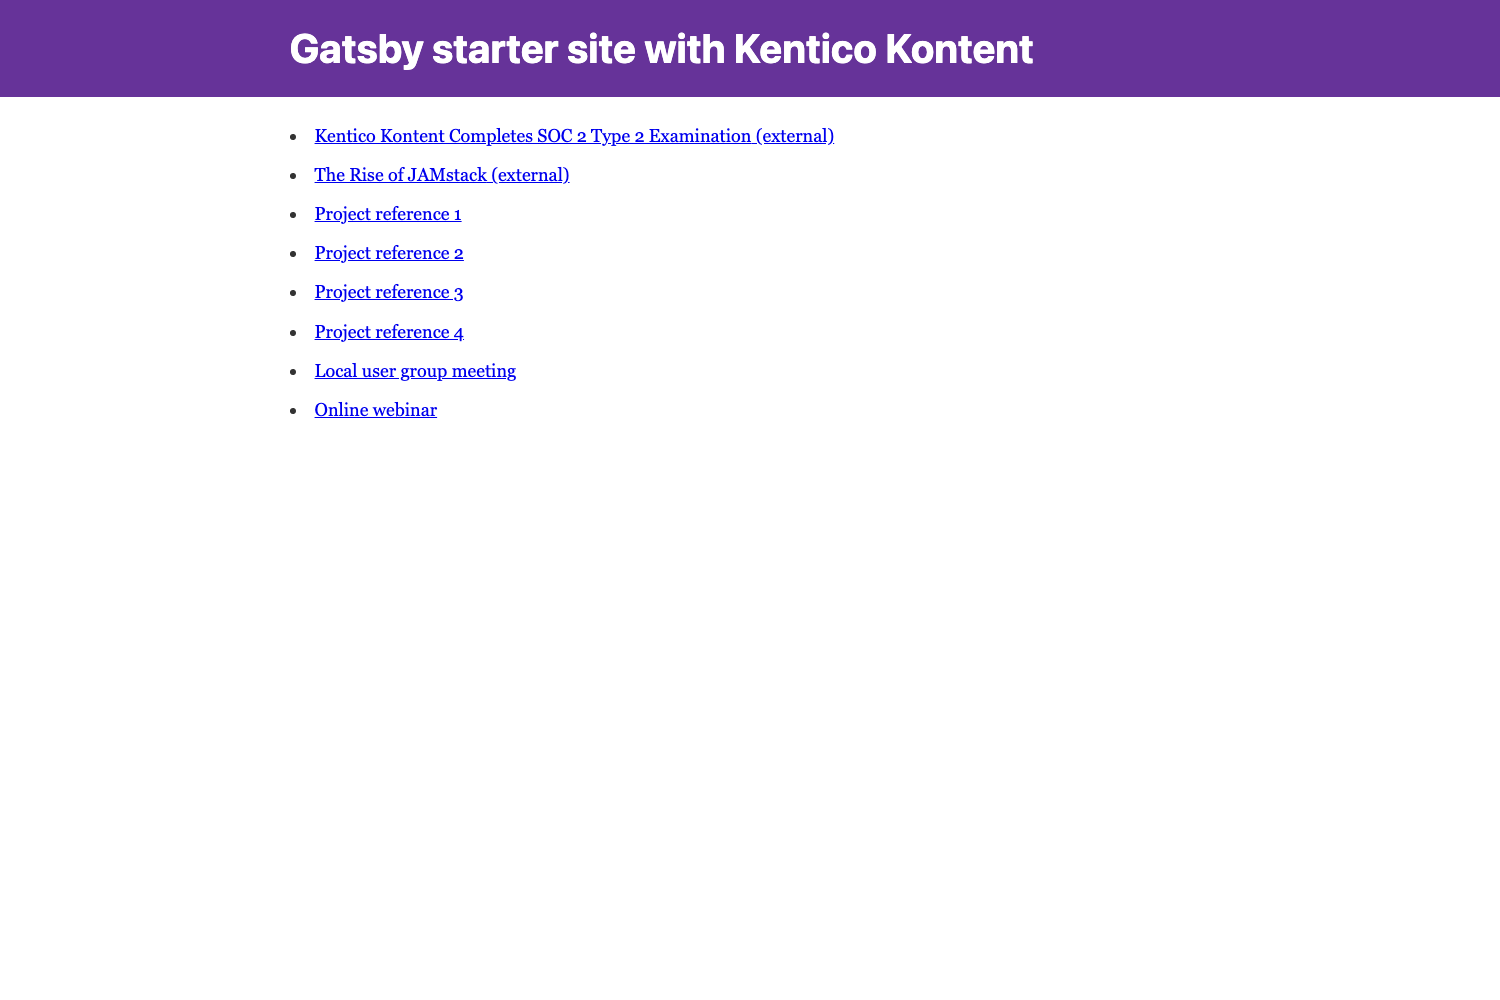 Gatsby starter site with Kentico Kontent
Kentico Kontent Completes SOC 2 Type 2 Examination (external)
The Rise of JAMstack (external)
Project reference 1
Project reference 2
Project reference 3
Project reference 4
Local user group meeting
Online webinar